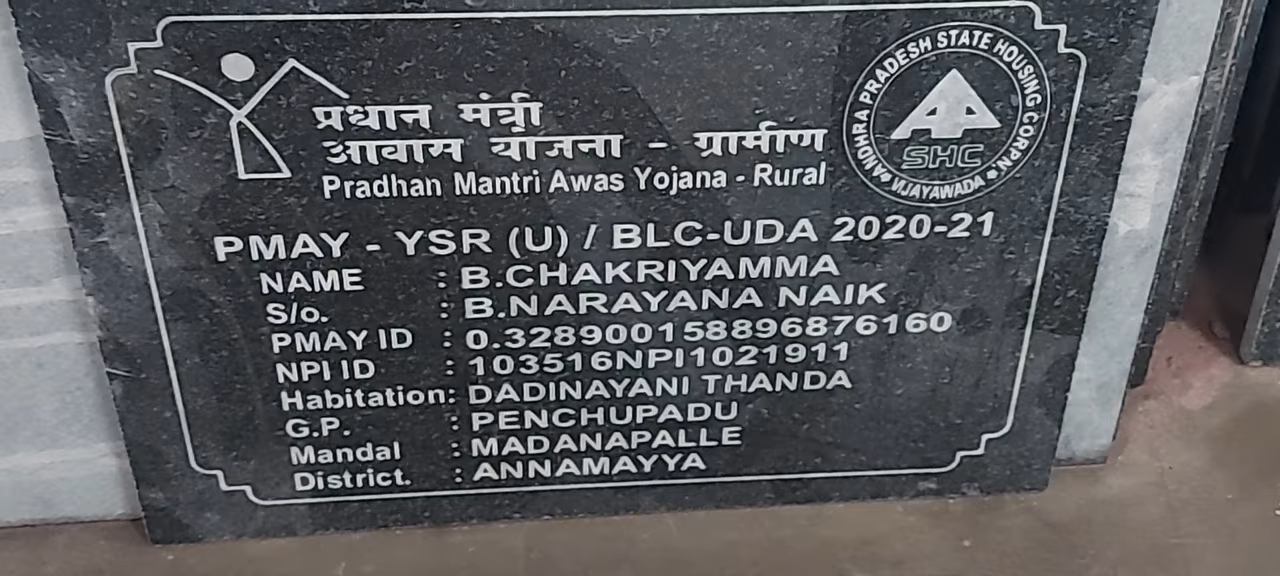 प्रधान मंत्री
आवास योजना - ग्रामीण
Pradhan Mantri Awas Yojana - Rural
ANDHRA PRADESH STATE HOUSING CORPN.
SHC
VIJAYAWADA
PMAY - YSR (U) / BLC-UDA 2020-21
NAME : B.CHAKRIYAMMA
S/o. : B.NARAYANA NAIK
PMAY ID : 0.328900158896876160
NPI ID : 103516NPI1021911
Habitation: DADINAYANI THANDA
G.P. : PENCHUPADU
Mandal : MADANAPALLE
District. : ANNAMAYYA